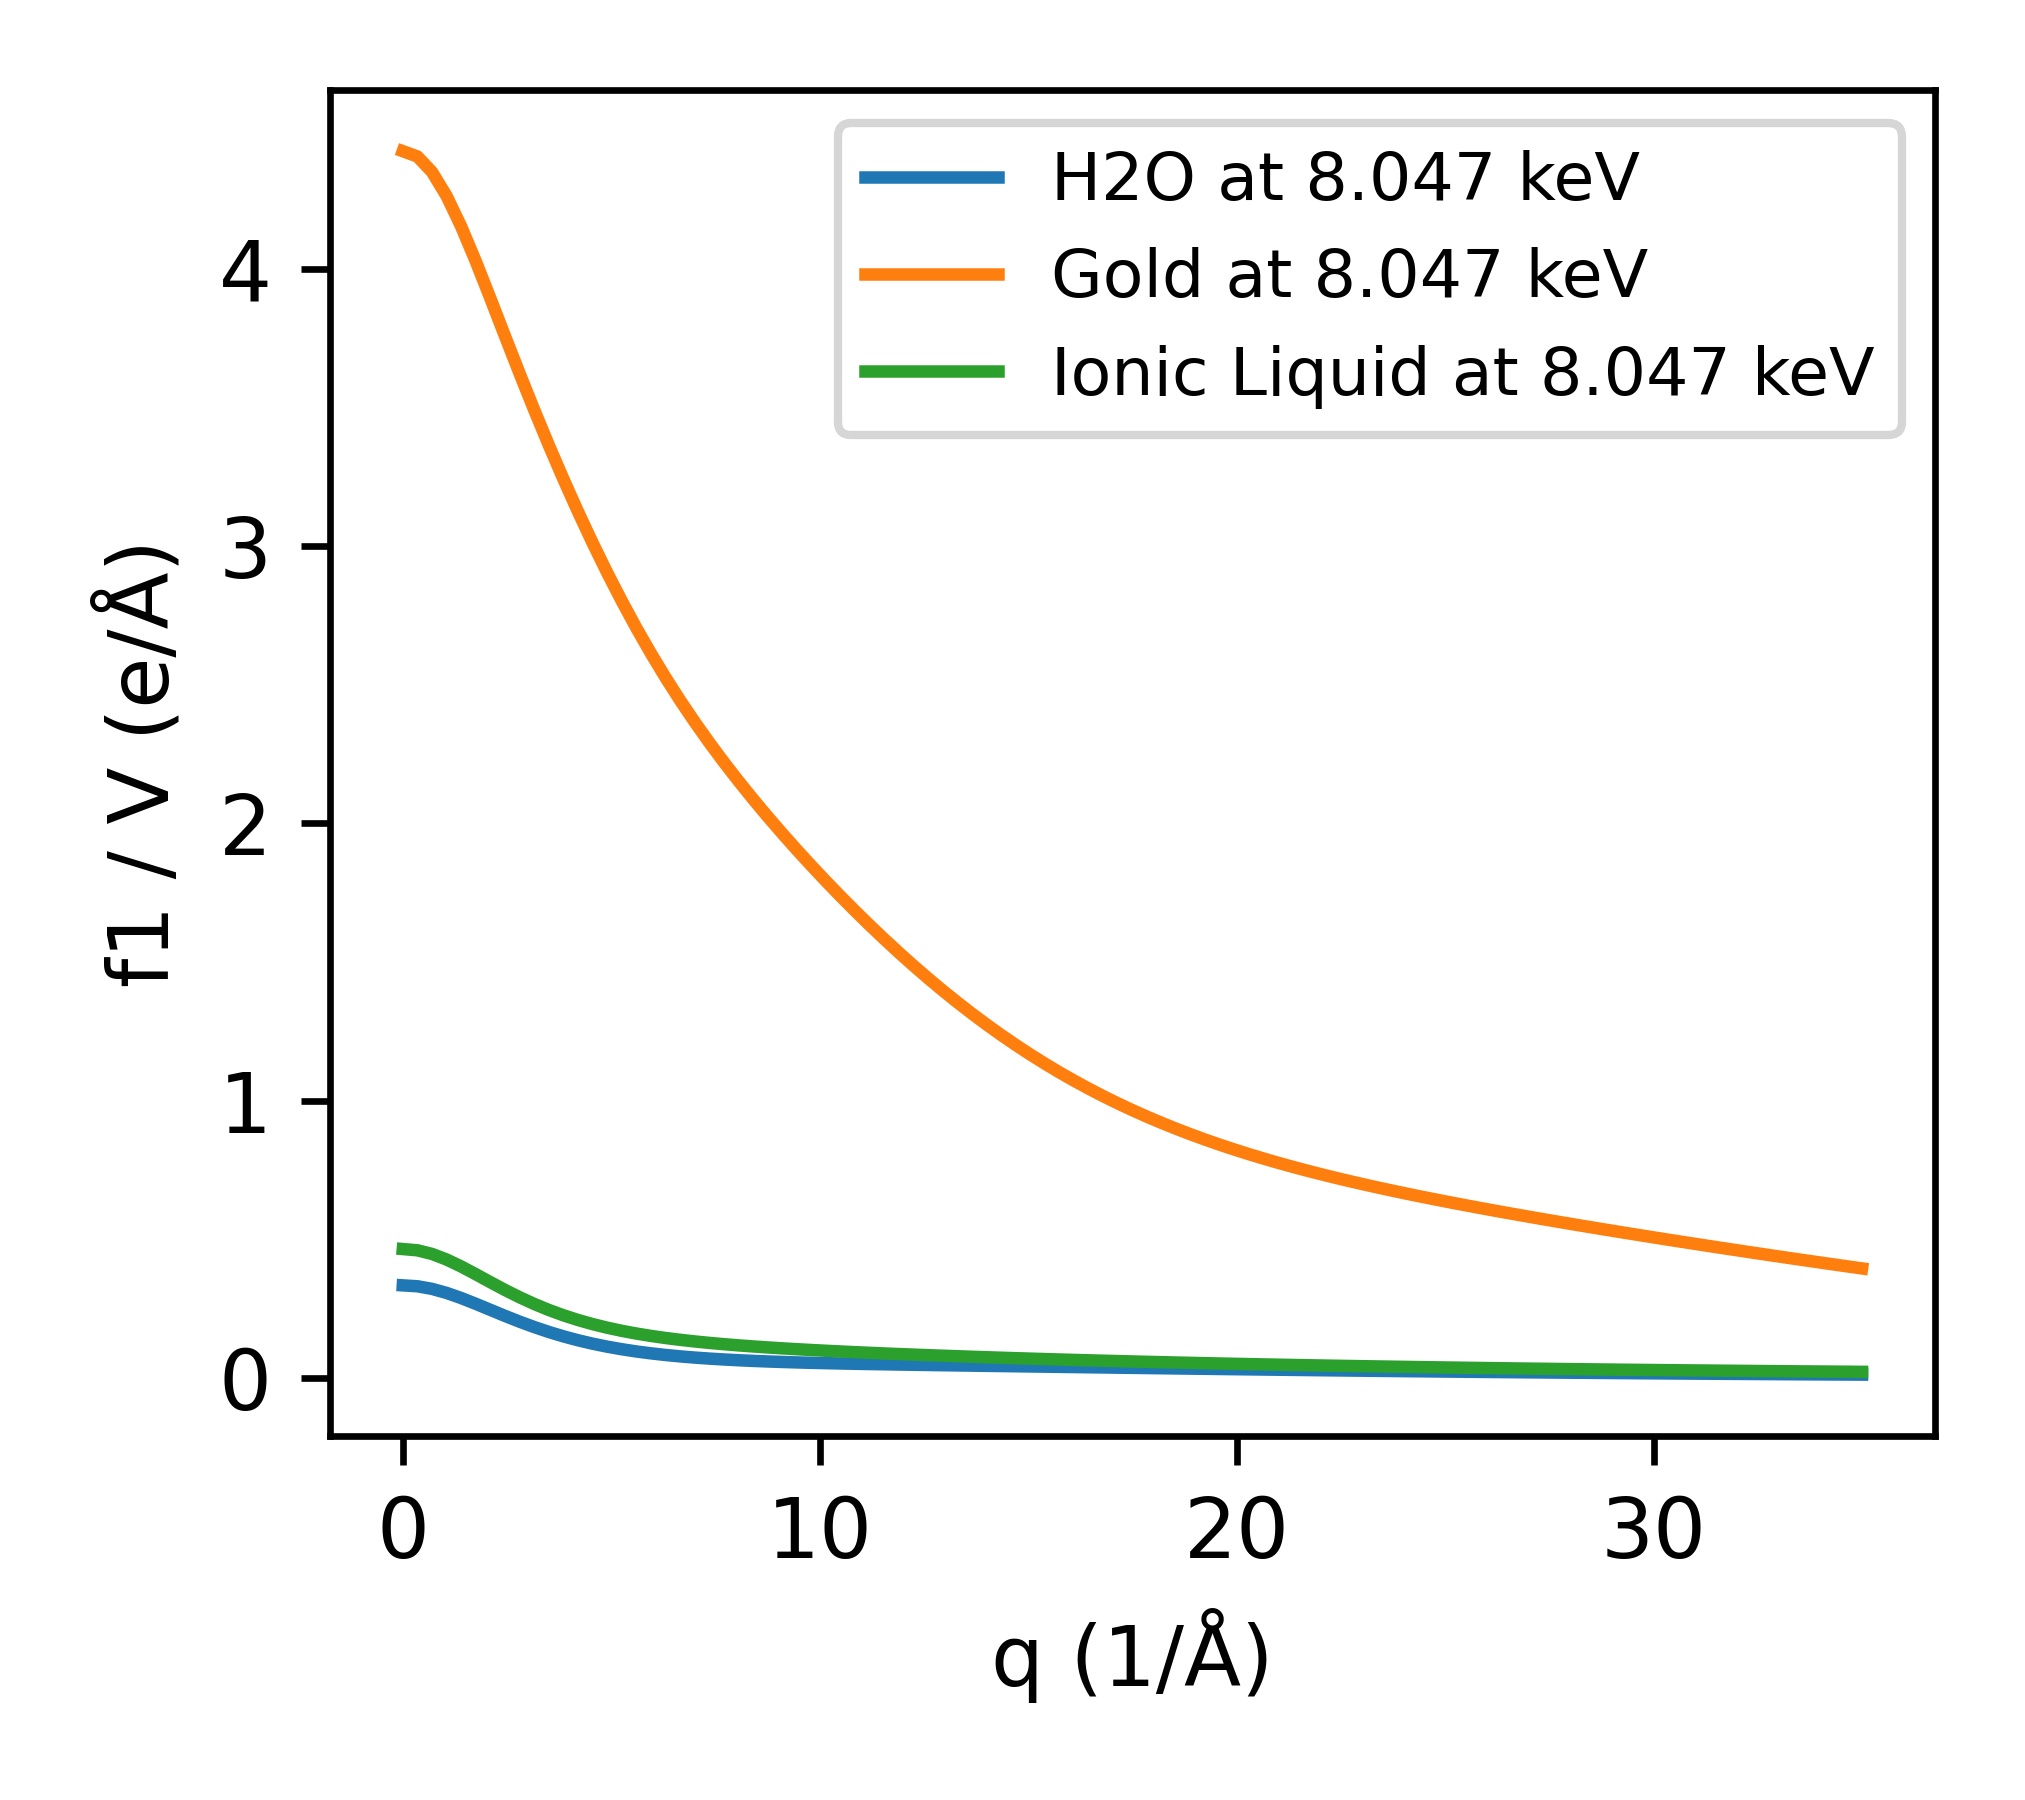 H2O at 8.047 keV
Gold at 8.047 keV
Ionic Liquid at 8.047 keV
f1 / V (e/Å)
4
3
2
1
0
0 10 20 30
q (1/Å)